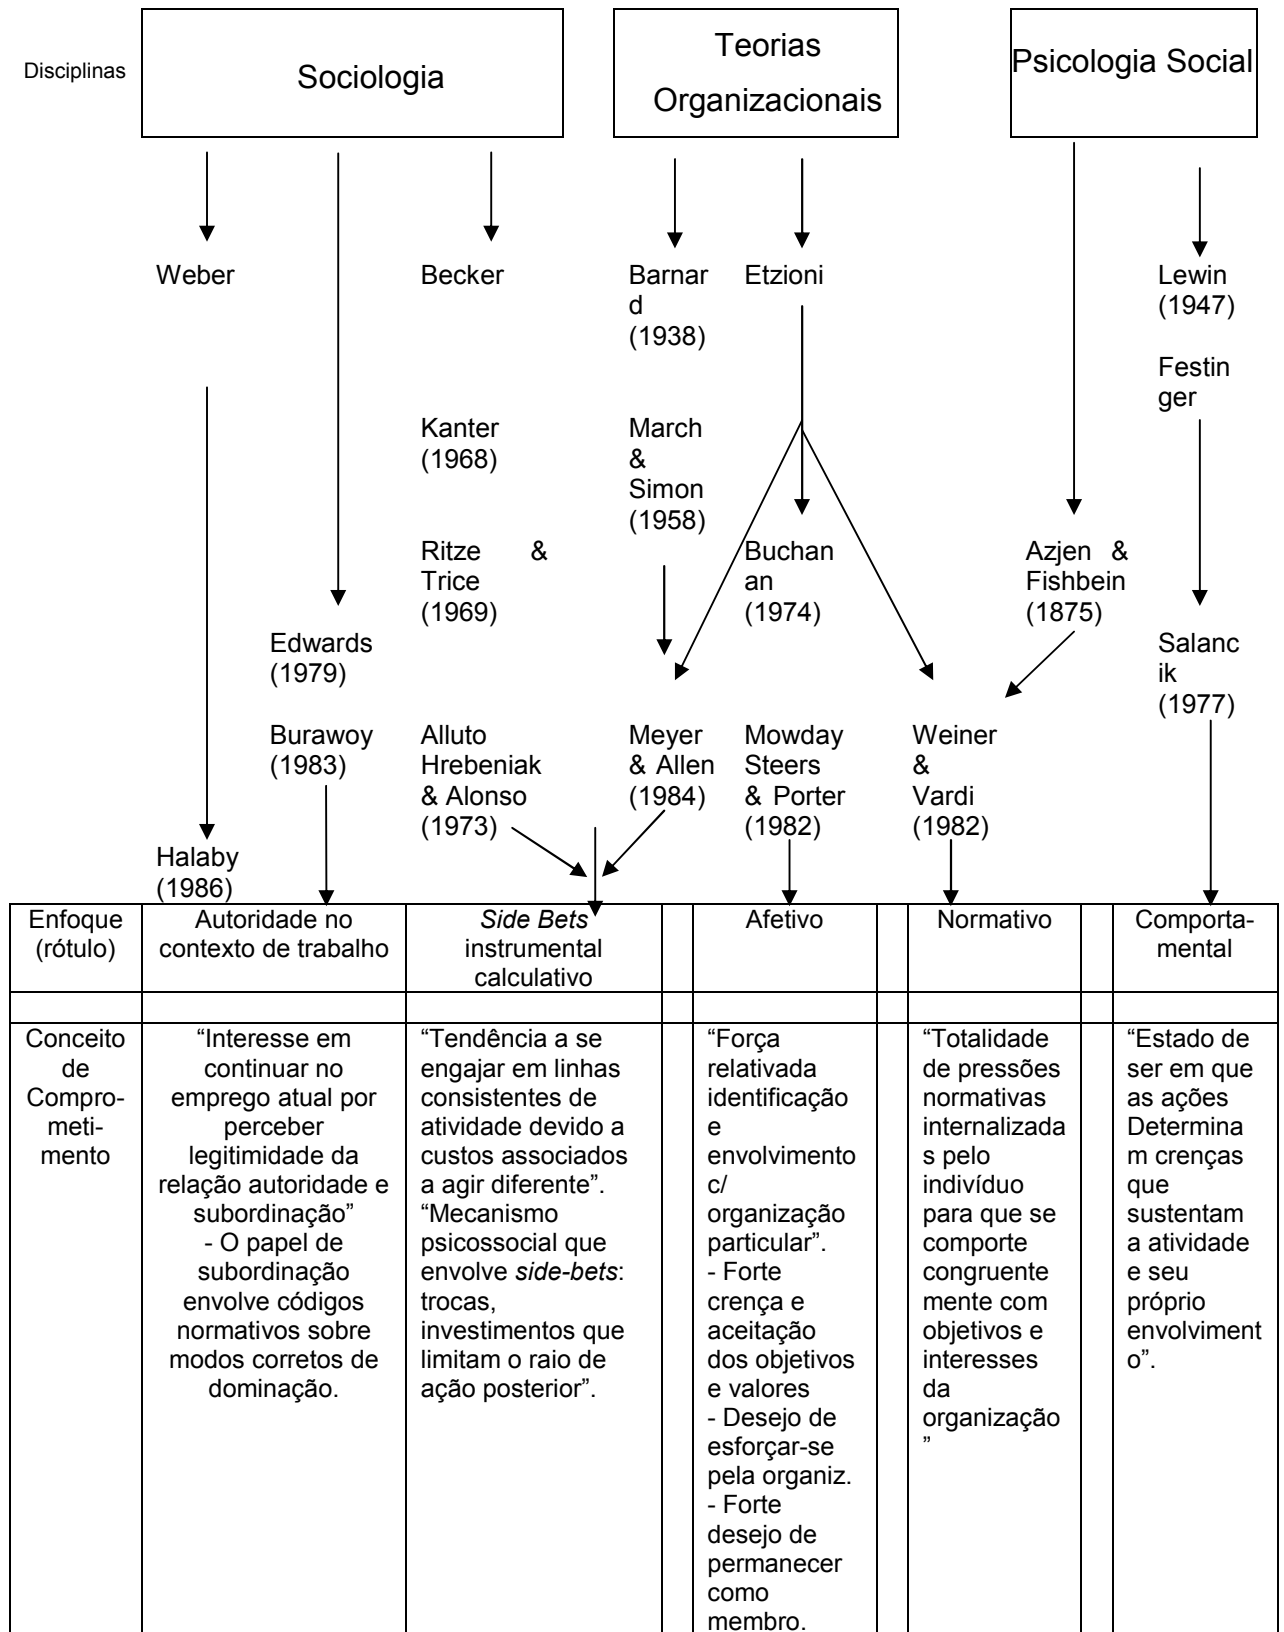 Disciplinas
Sociologia
Teorias
Organizacionais
Psicologia Social
Weber
Becker
Barnar
d
(1938)
Etzioni
Lewin
(1947)
Festin
ger
Kanter
(1968)
March
&
Simon
(1958)
Ritze &
Trice
(1969)
Buchan
an
(1974)
Azjen &
Fishbein
(1875)
Edwards
(1979)
Salanc
ik
(1977)
Burawoy
(1983)
Alluto
Hrebeniak
& Alonso
(1973)
Meyer
& Allen
(1984)
Mowday
Steers
& Porter
(1982)
Weiner
&
Vardi
(1982)
Halaby
(1986)
Enfoque
(rótulo)
Autoridade no
contexto de trabalho
Side Bets
instrumental
calculativo
Afetivo
Normativo
Comporta-
mental
Conceito
de
Compro-
meti-
mento
“Interesse em
continuar no
emprego atual por
perceber
legitimidade da
relação autoridade e
subordinação”
- O papel de
subordinação
envolve códigos
normativos sobre
modos corretos de
dominação.
“Tendência a se
engajar em linhas
consistentes de
atividade devido a
custos associados
a agir diferente”.
“Mecanismo
psicossocial que
envolve side-bets:
trocas,
investimentos que
limitam o raio de
ação posterior”.
“Força
relativada
identificação
e
envolvimento
c/
organização
particular”.
- Forte
crença e
aceitação
dos objetivos
e valores
- Desejo de
esforçar-se
pela organiz.
- Forte
desejo de
permanecer
como
membro.
“Totalidade
de pressões
normativas
internalizada
s pelo
indivíduo
para que se
comporte
congruente
mente com
objetivos e
interesses
da
organização
”
“Estado de
ser em que
as ações
Determina
m crenças
que
sustentam
a atividade
e seu
próprio
envolviment
o”.